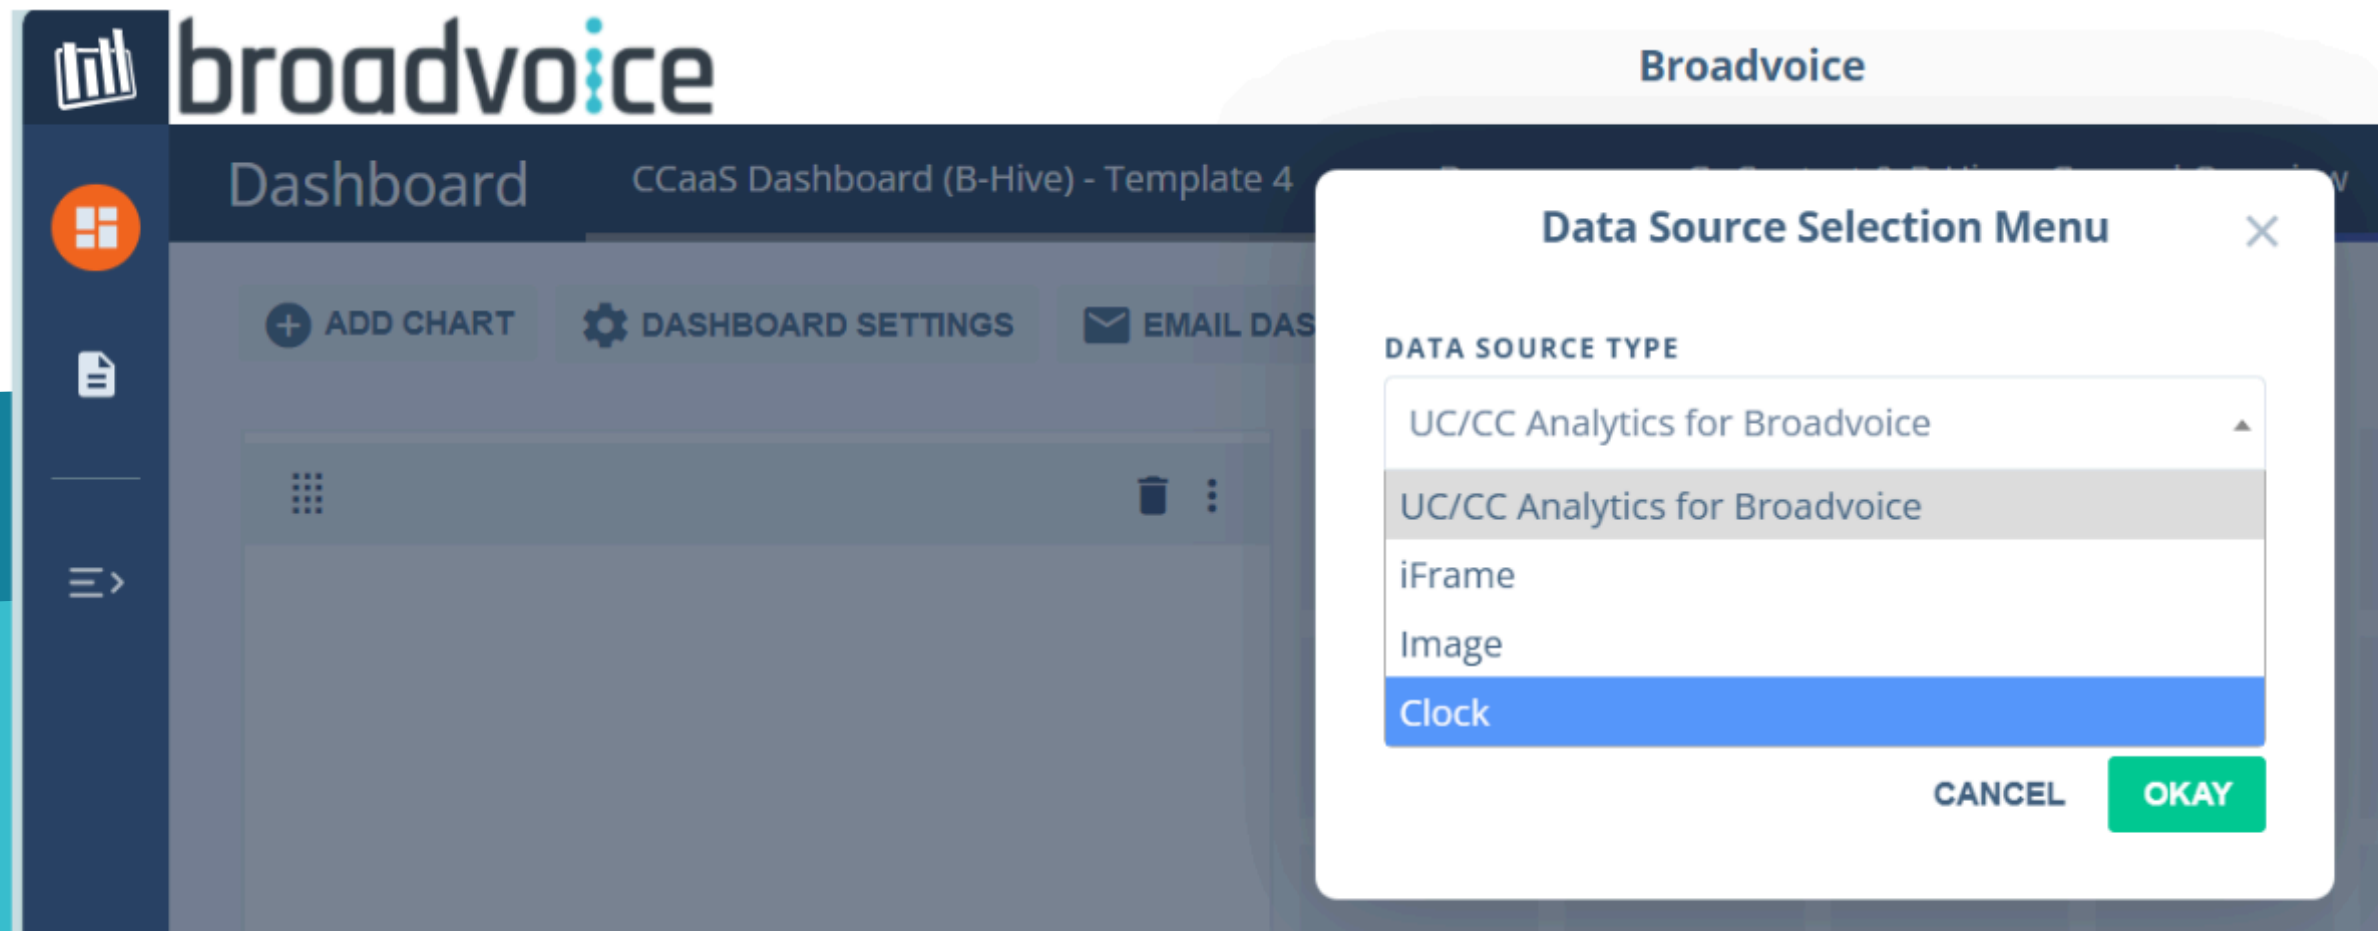 broadvoice
Broadvoice
Dashboard
CCaaS Dashboard (B-Hive) - Template 4
Data Source Selection Menu
ADD CHART
DASHBOARD SETTINGS
EMAIL DAS
DATA SOURCE TYPE
UC/CC Analytics for Broadvoice
UC/CC Analytics for Broadvoice
iFrame
Image
Clock
CANCEL
OKAY